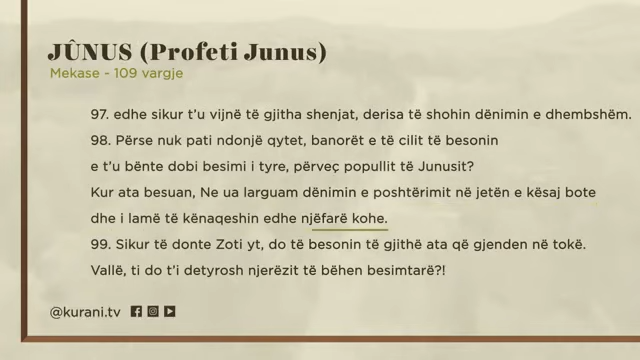 JÛNUS (Profeti Junus)
Mekase - 109 vargje
97. edhe sikur t’u vijnë të gjitha shenjat, derisa të shohin dënimin e dhembshëm.
98. Përse nuk pati ndonjë qytet, banorët e të cilit të besonin
e t’u bënte dobi besimi i tyre, përveç popullit të Junusit?
Kur ata besuan, Ne ua larguam dënimin e poshtërimit në jetën e kësaj bote
dhe i lamë të kënaqeshin edhe njëfarë kohe.
99. Sikur të donte Zoti yt, do të besonin të gjithë ata që gjenden në tokë.
Vallë, ti do t’i detyrosh njerëzit të bëhen besimtarë?!
@kurani.tv